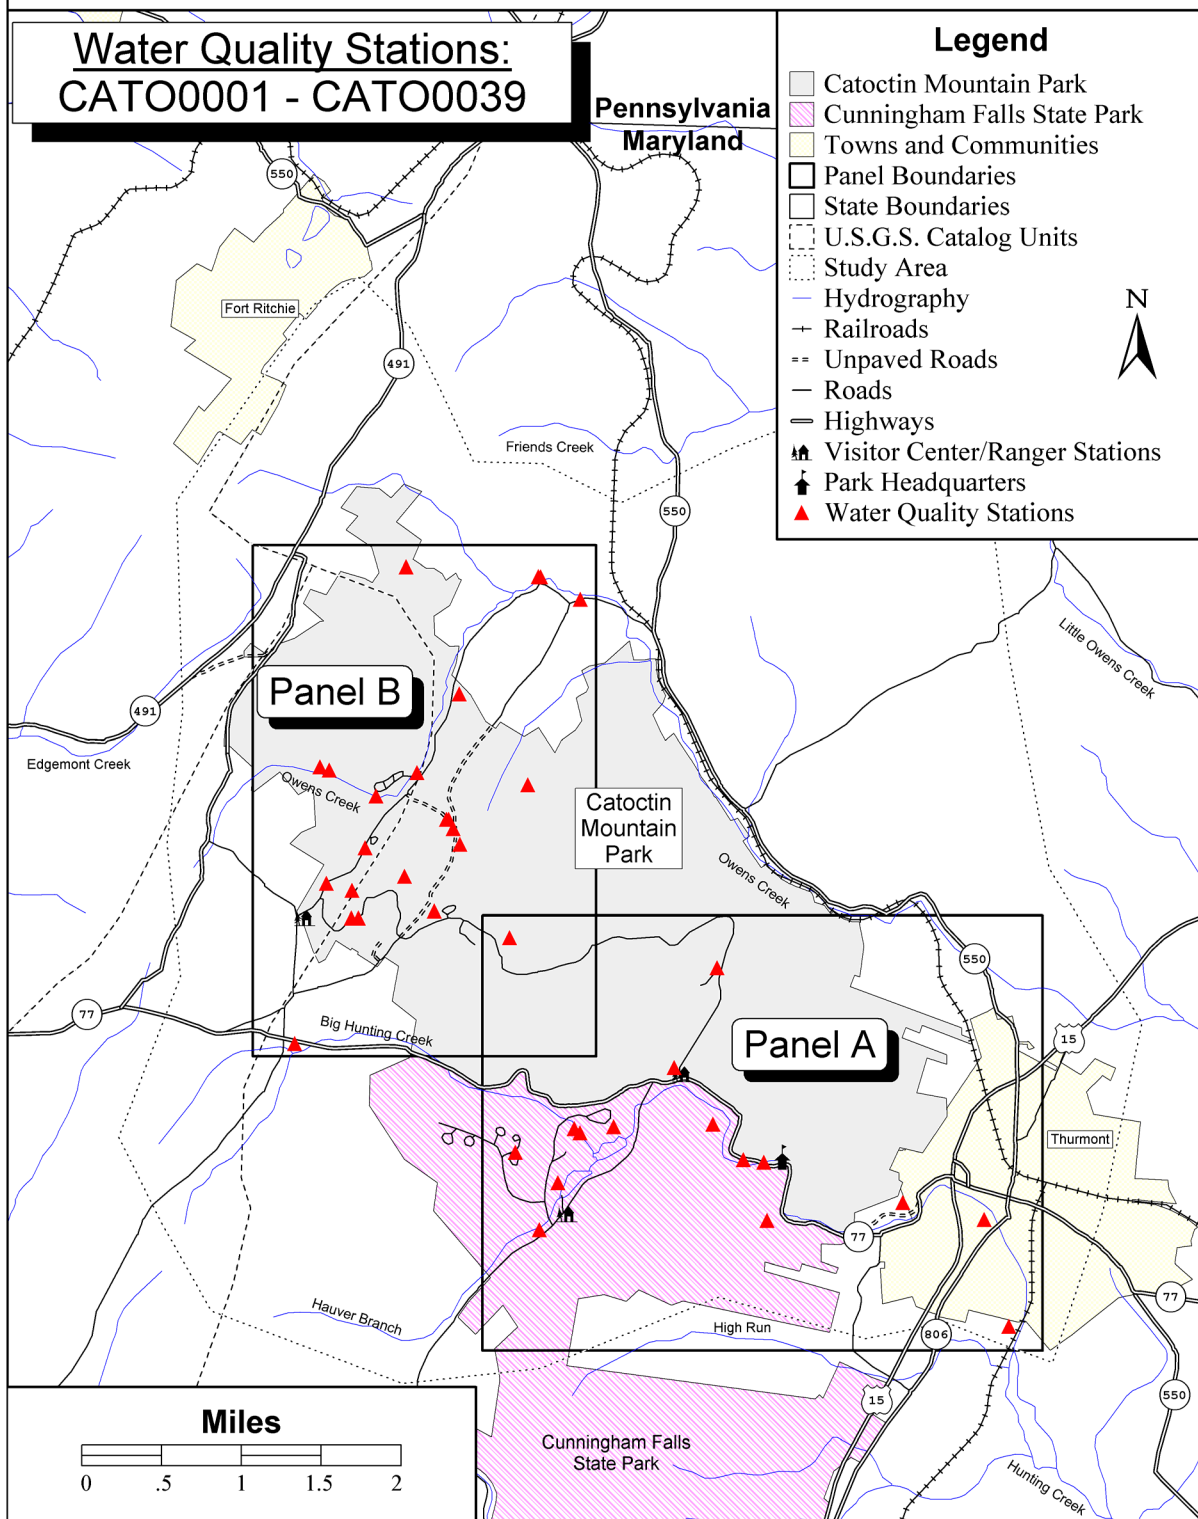 Water Quality Stations:
CATO0001 - CATO0039
Pennsylvania
Maryland
Legend
Catoctin Mountain Park
Cunningham Falls State Park
Towns and Communities
Panel Boundaries
State Boundaries
U.S.G.S. Catalog Units
Study Area
Hydrography
Railroads
Unpaved Roads
Roads
Highways
Visitor Center/Ranger Stations
Park Headquarters
Water Quality Stations
N
550
Fort Ritchie
491
Friends Creek
550
Little Owens
Creek
Panel B
491
Edgemont Creek
Owens Creek
Catoctin
Mountain
Park
Owens Creek
550
77
Big Hunting Creek
Panel A
15
Thurmont
77
77
Hauver Branch
High Run
806
15
550
Cunningham Falls
State Park
Hunting Creek
Miles
0 .5 1 1.5 2